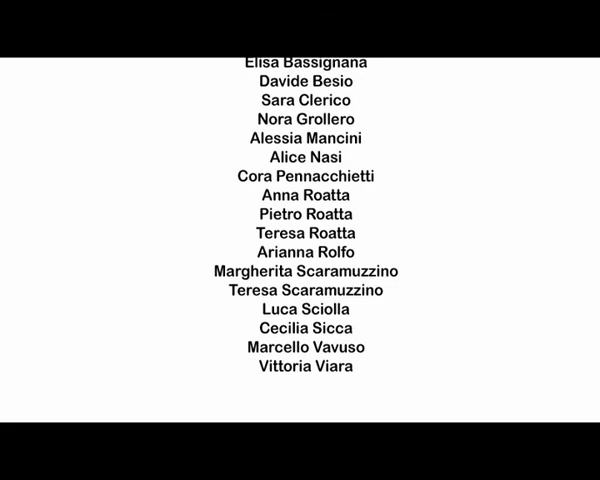 Elisa Bassignana
Davide Besio
Sara Clerico
Nora Grollero
Alessia Mancini
Alice Nasi
Cora Pennacchietti
Anna Roatta
Pietro Roatta
Teresa Roatta
Arianna Rolfo
Margherita Scaramuzzino
Teresa Scaramuzzino
Luca Sciolla
Cecilia Sicca
Marcello Vavuso
Vittoria Viara